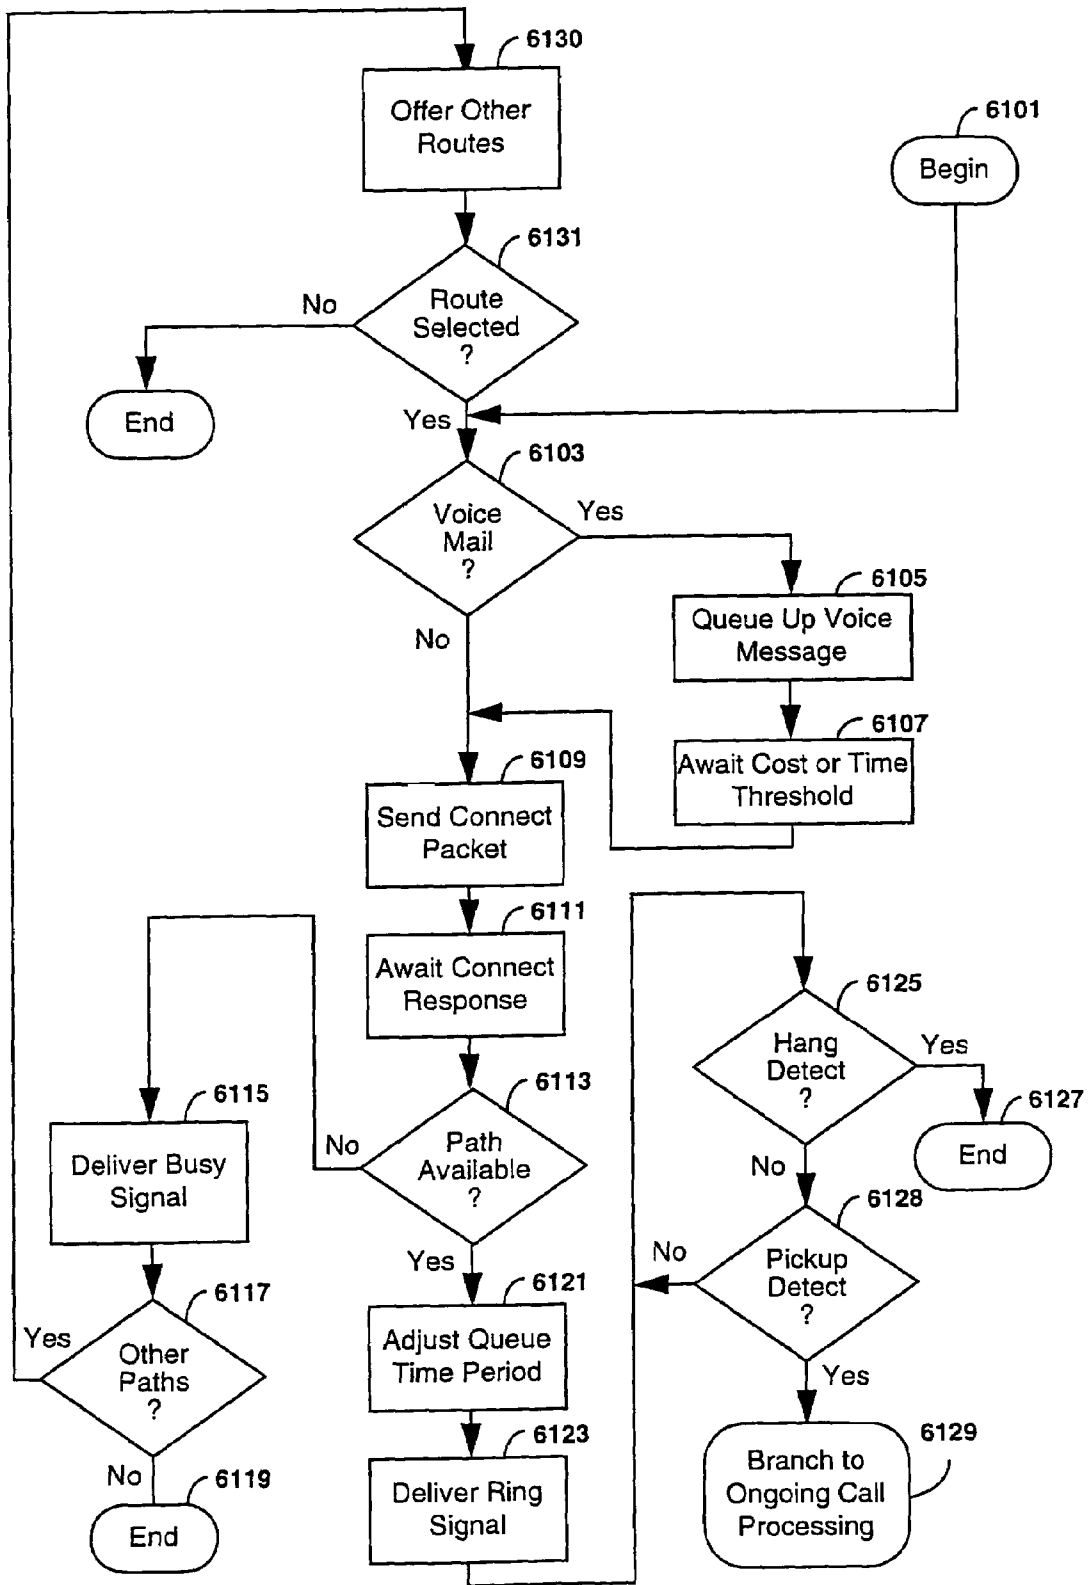 6130
Offer Other
Routes
6101
Begin
6131
Route
Selected
?
No
End
Yes
6103
Voice
Mail
?
Yes
No
6105
Queue Up Voice
Message
6107
Await Cost or Time
Threshold
6109
Send Connect
Packet
6111
Await Connect
Response
6113
Path
Available
?
No
Yes
6115
Deliver Busy
Signal
6117
Other
Paths
?
Yes
No
6119
End
6121
Adjust Queue
Time Period
6123
Deliver Ring
Signal
6125
Hang
Detect
?
Yes
6127
End
No
6128
Pickup
Detect
?
No
Yes
6129
Branch to
Ongoing Call
Processing